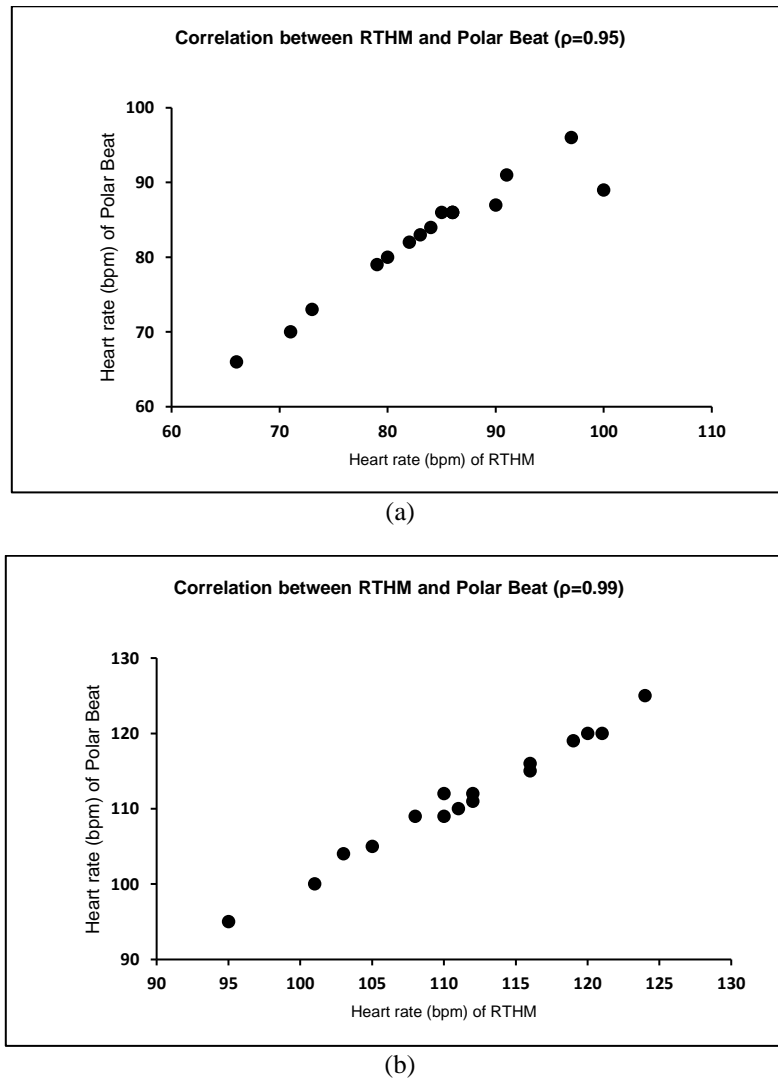 Correlation between RTHM and Polar Beat (ρ=0.95)
Heart rate (bpm) of Polar Beat
100
90
80
70
60
60 70 80 90 100 110
Heart rate (bpm) of RTHM
(a)
Correlation between RTHM and Polar Beat (ρ=0.99)
Heart rate (bpm) of Polar Beat
130
120
110
100
90
90 95 100 105 110 115 120 125 130
Heart rate (bpm) of RTHM
(b)